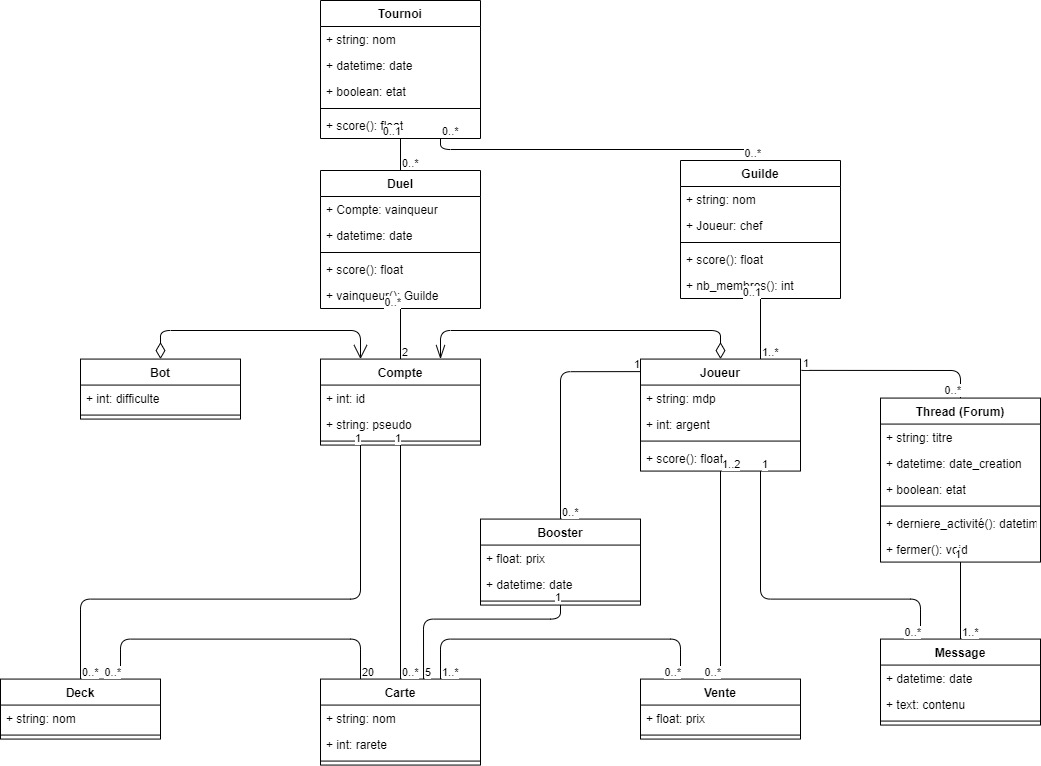 Tournoi
+ string: nom
+ datetime: date
+ boolean: etat
+ score(): float
0..1
0..*
0..*
0..*
Duel
+ Compte: vainqueur
+ datetime: date
+ score(): float
+ vainqueur(): Guilde
0..*
2
Guilde
+ string: nom
+ Joueur: chef
+ score(): float
+ nb_membres(): int
0..1
1..*
Bot
+ int: difficulte
Compte
+ int: id
+ string: pseudo
1
1
Joueur
+ string: mdp
+ int: argent
+ score(): float
1
1
1..2
1
0..*
Thread (Forum)
+ string: titre
+ datetime: date_creation
+ boolean: etat
+ derniere_activité(): datetim
+ fermer(): void
1
0..*
Booster
+ float: prix
+ datetime: date
1
0..*
0..*
20
0..*
5
1..*
0..*
0..*
0..*
1..*
Deck
+ string: nom
Carte
+ string: nom
+ int: rarete
Vente
+ float: prix
Message
+ datetime: date
+ text: contenu